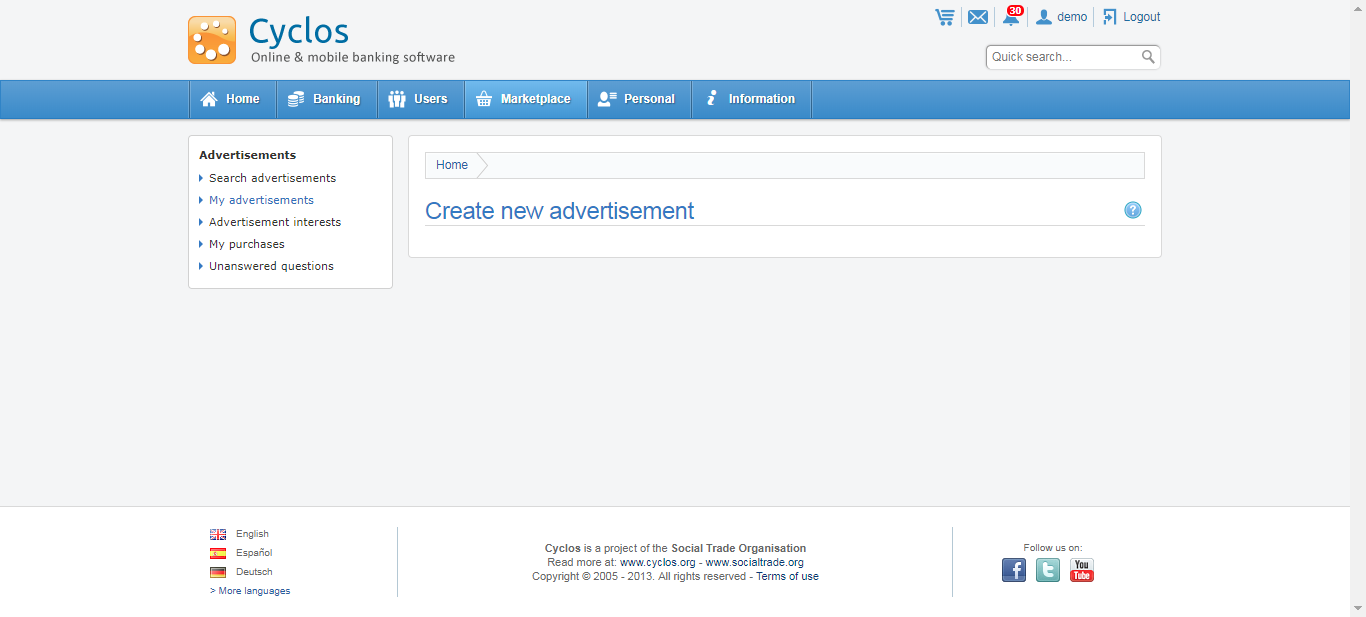 Cyclos
Online & mobile banking software
30
demo
Logout
Quick search...
Home
Banking
Users
Marketplace
Personal
Information
Advertisements
Search advertisements
My advertisements
Advertisement interests
My purchases
Unanswered questions
Home
Create new advertisement
?
English
Español
Deutsch
> More languages
Cyclos is a project of the Social Trade Organisation
Read more at: www.cyclos.org - www.socialtrade.org
Copyright © 2005 - 2013. All rights reserved - Terms of use
Follow us on:
f
t
You
Tube